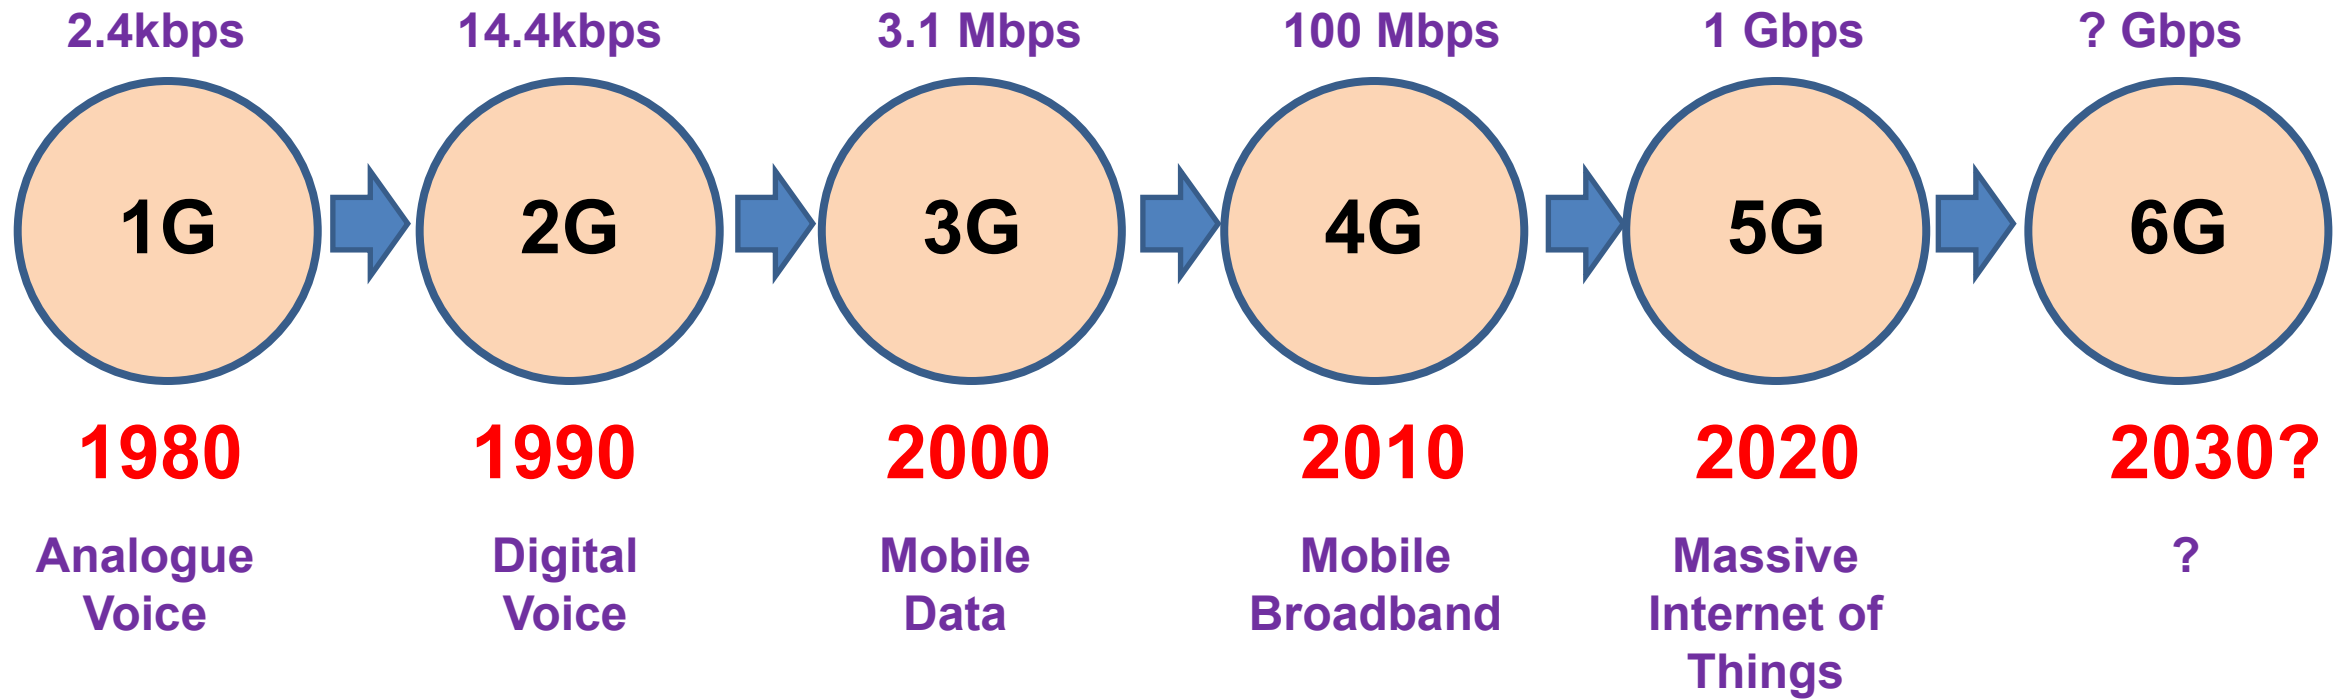 2.4kbps
14.4kbps
3.1 Mbps
100 Mbps
1 Gbps
? Gbps
1G
2G
3G
4G
5G
6G
1980
1990
2000
2010
2020
2030?
Analogue
Voice
Digital
Voice
Mobile
Data
Mobile
Broadband
Massive
Internet of
Things
?